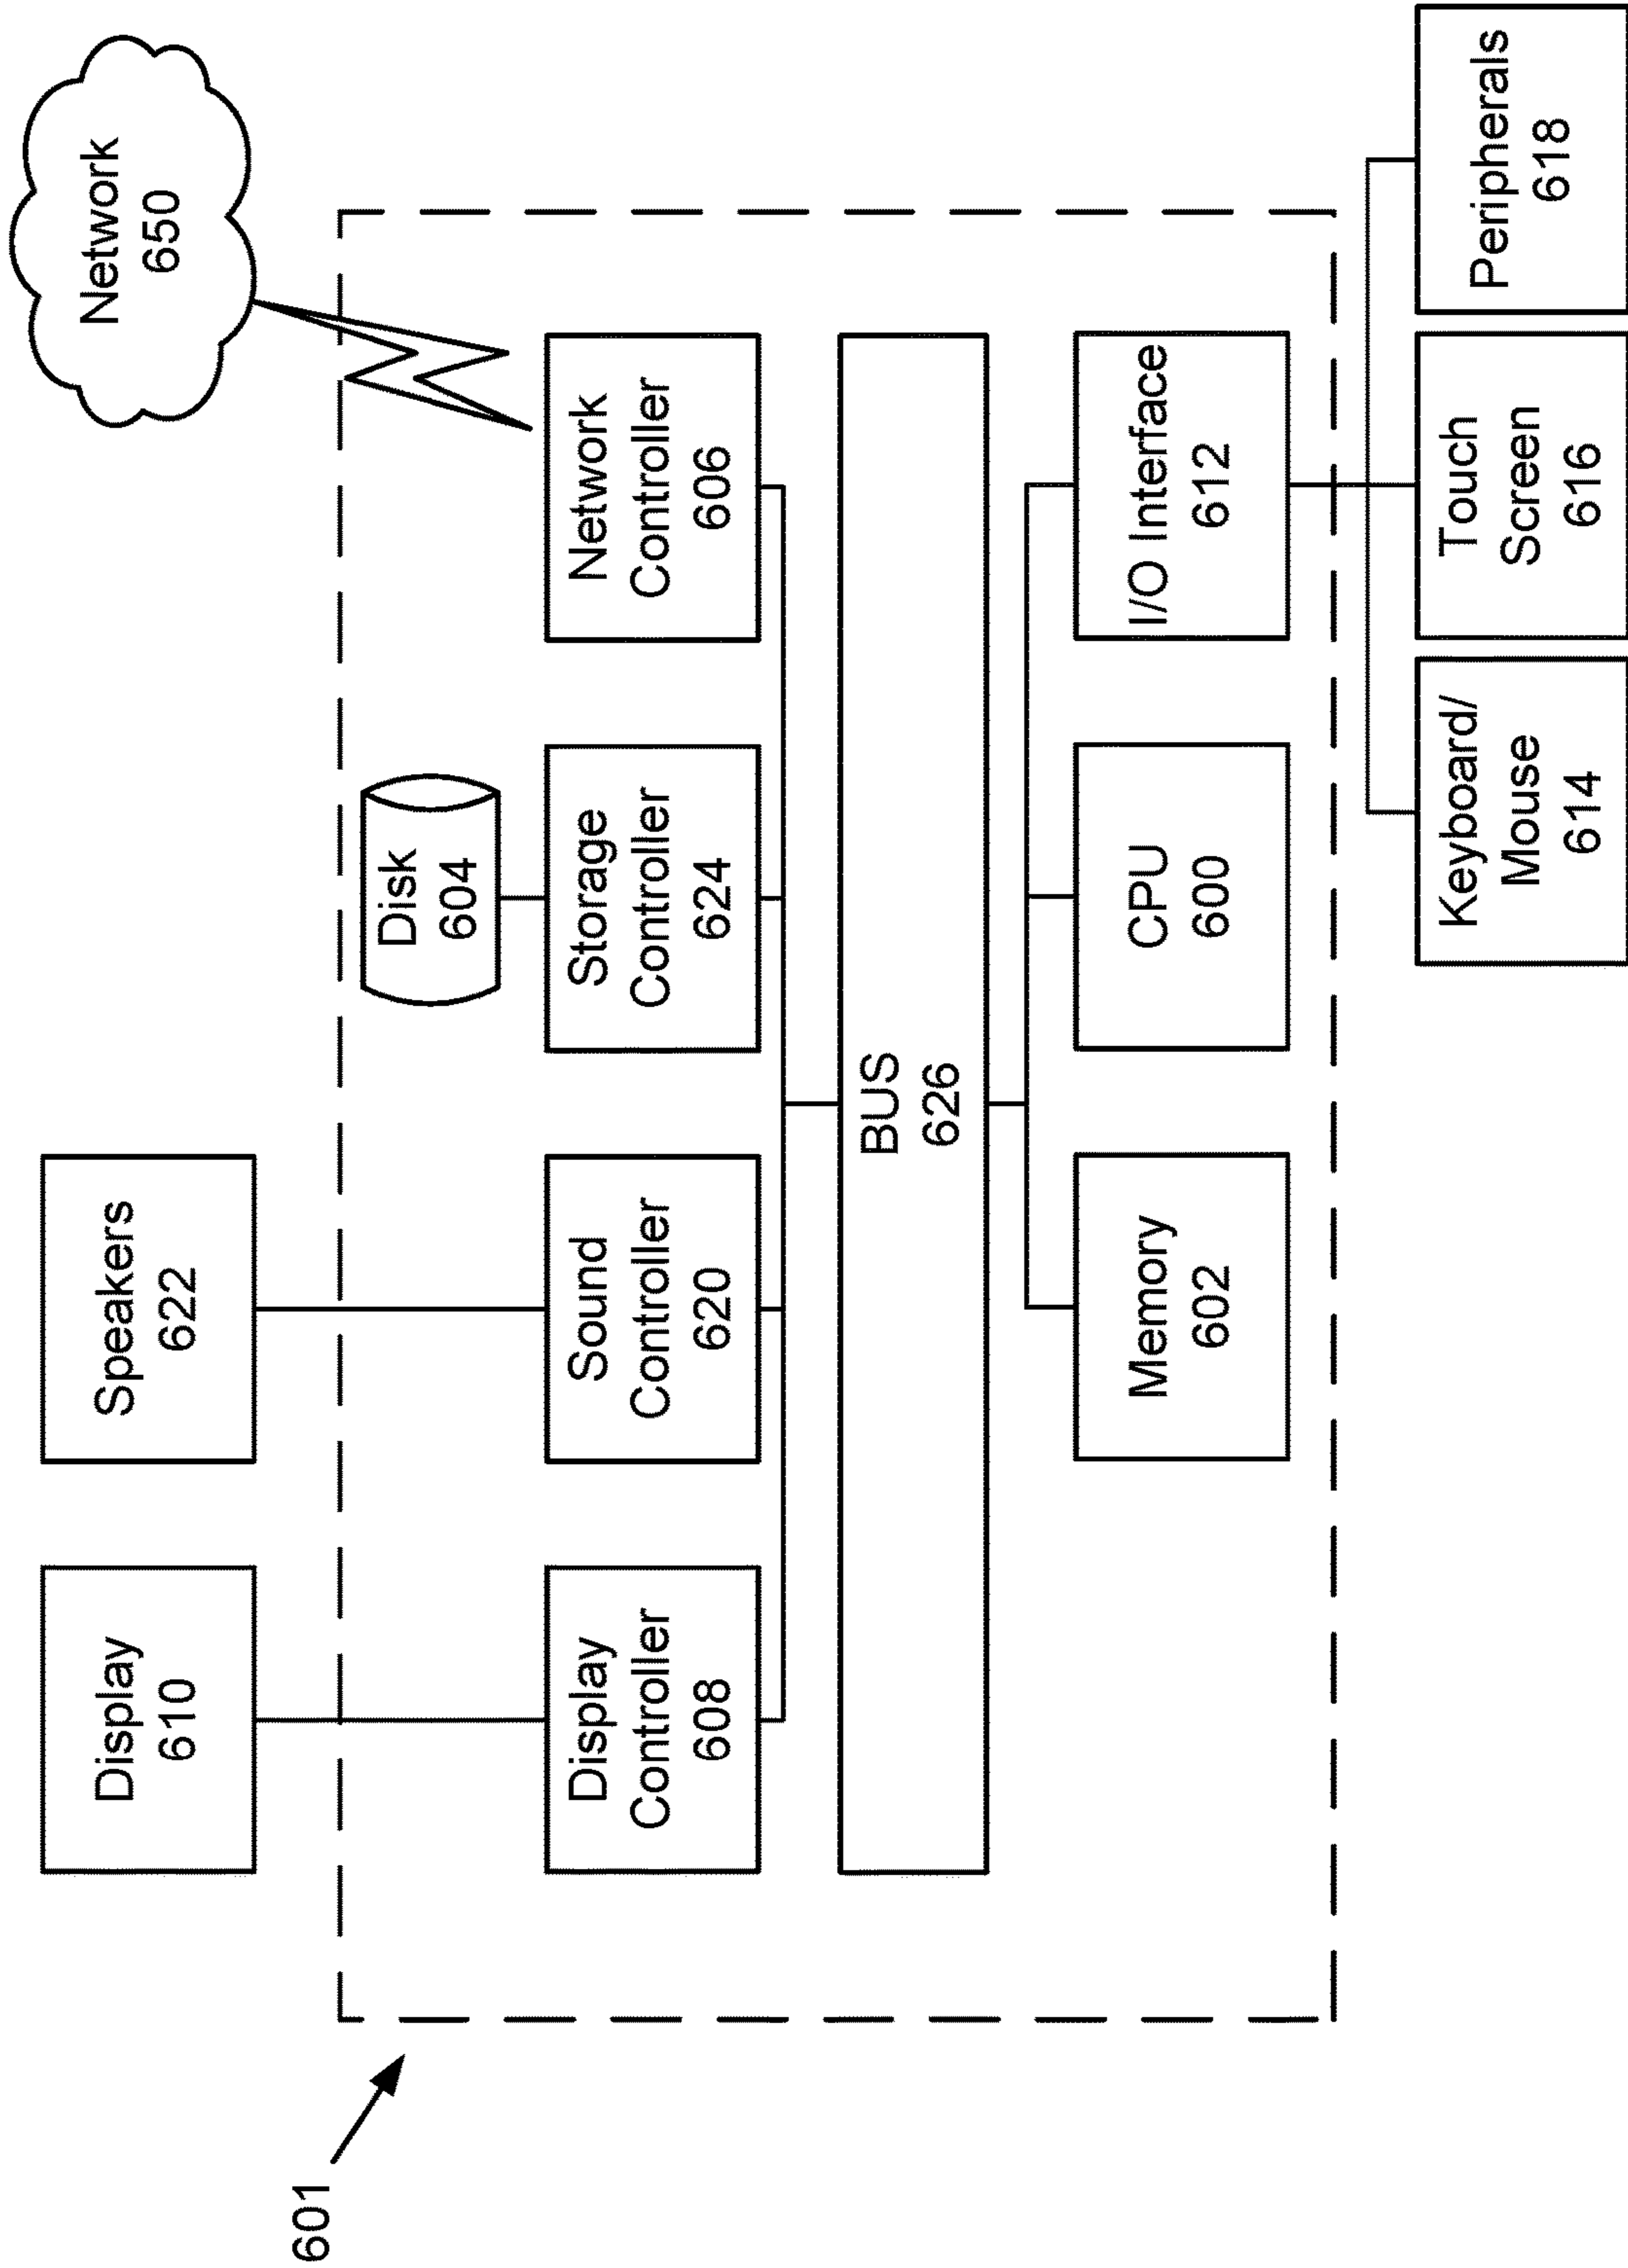 Display
610
Speakers
622
Network
650
601
Disk
604
Display
Controller
608
Sound
Controller
620
Storage
Controller
624
Network
Controller
606
BUS
626
Memory
602
CPU
600
I/O Interface
612
Keyboard/
Mouse
614
Touch
Screen
616
Peripherals
618